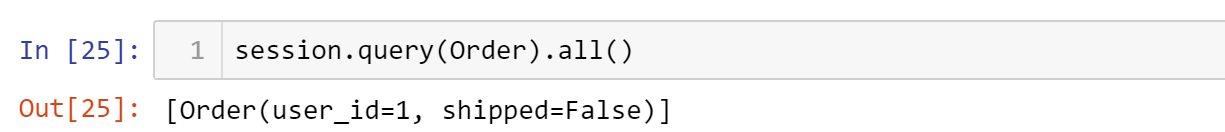 In [25]: 1 session.query(Order).all()
Out[25]: [Order(user_id=1, shipped=False)]